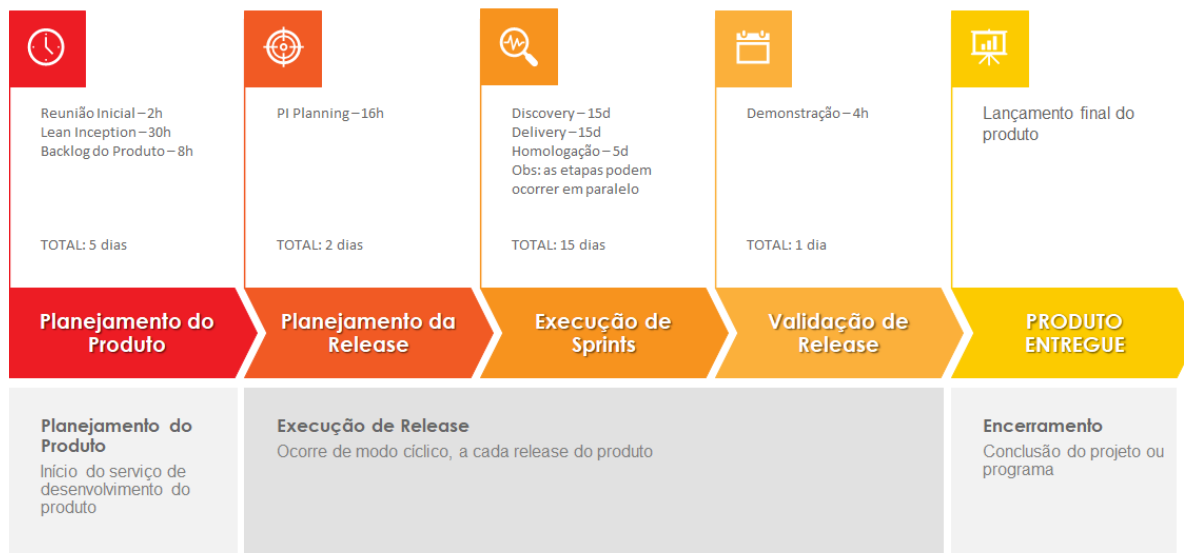 Reunião Inicial – 2h
Lean Inception – 30h
Backlog do Produto – 8h
TOTAL: 5 dias
PI Planning – 16h
TOTAL: 2 dias
Discovery – 15d
Delivery – 15d
Homologação – 5d
Obs: as etapas podem
ocorrer em paralelo
TOTAL: 15 dias
Demonstração – 4h
TOTAL: 1 dia
Lançamento final do
produto
Planejamento do
Produto
Planejamento da
Release
Execução de
Sprints
Validação de
Release
PRODUTO
ENTREGUE
Planejamento do
Produto
Início do serviço de
desenvolvimento do
produto
Execução de Release
Ocorre de modo cíclico, a cada release do produto
Encerramento
Conclusão do projeto ou
programa